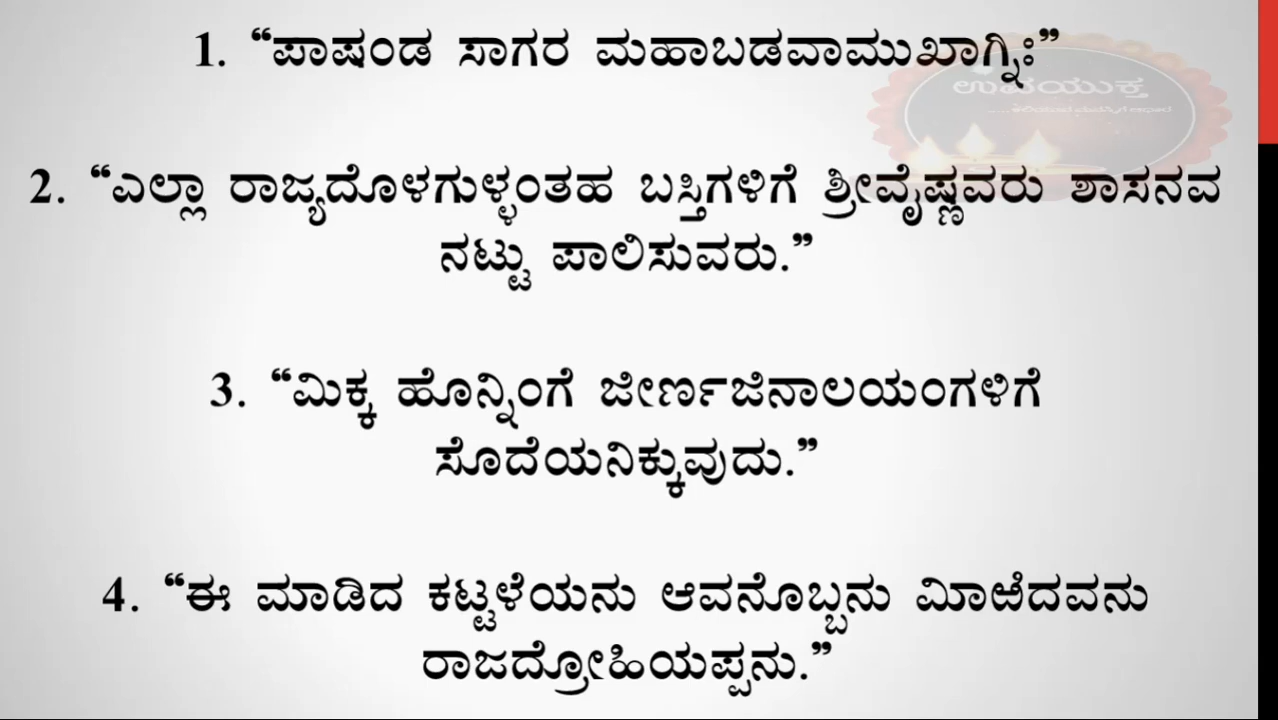 1. “ಪಾಷಂಡ ಸಾಗರ ಮಹಾಬಡವಾಮುಖಾಗ್ನಿಃ”
ಉಪಯುಕ್ತ
2. “ಎಲ್ಲಾ ರಾಜ್ಯದೊಳಗುಳ್ಳಂತಹ ಬಸ್ತಿಗಳಿಗೆ ಶ್ರೀವೈಷ್ಣವರು ಶಾಸನವ
ನಟ್ಟು ಪಾಲಿಸುವರು.”
3. “ಮಿಕ್ಕ ಹೊನ್ನಿಂಗೆ ಜೀರ್ಣಜಿನಾಲಯಂಗಳಿಗೆ
ಸೊದೆಯನಿಕ್ಕುವುದು.”
4. “ಈ ಮಾಡಿದ ಕಟ್ಟಳೆಯನು ಆವನೊಬ್ಬನು ಮಾಱಿದವನು
ರಾಜದ್ರೋಹಿಯಪ್ಪನು.”